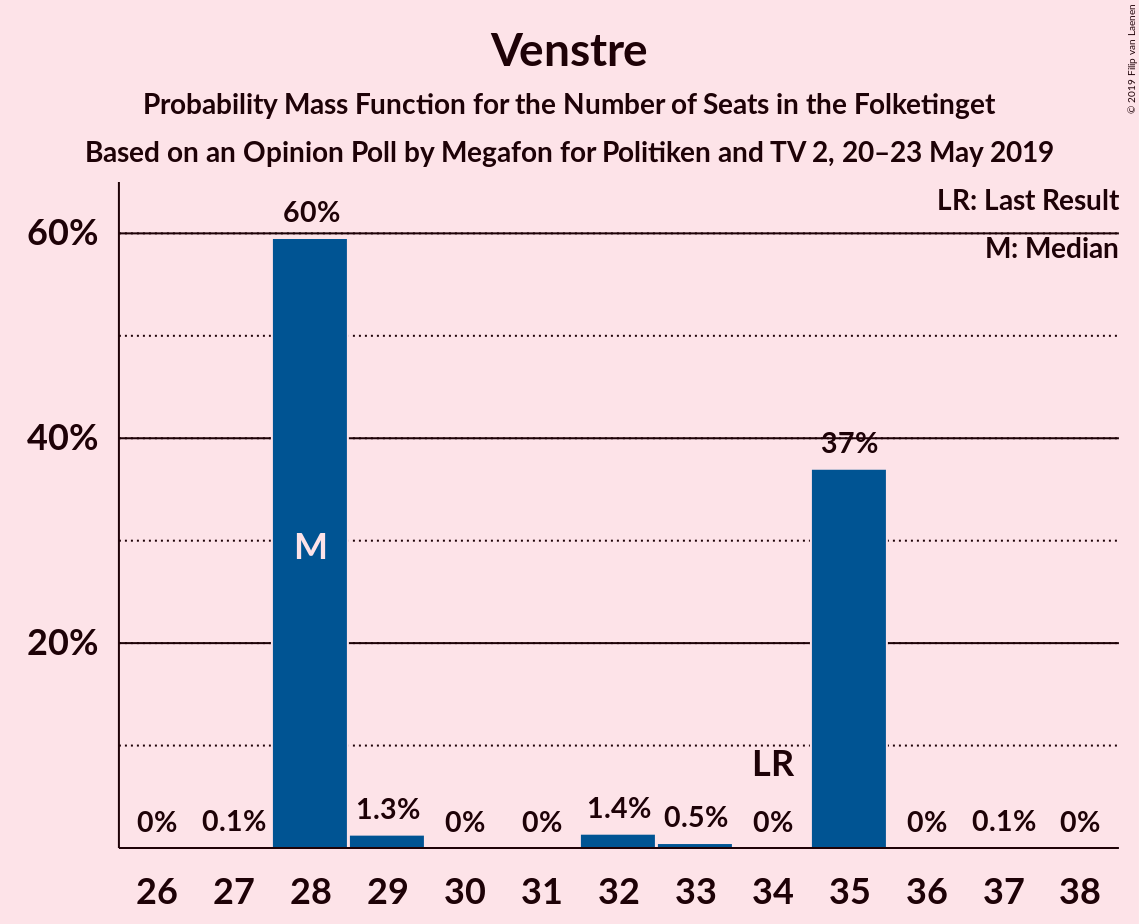 Venstre
Probability Mass Function for the Number of Seats in the Folketinget
Based on an Opinion Poll by Megafon for Politiken and TV 2, 20–23 May 2019
© 2019 Filip van Laenen
LR: Last Result
M: Median
60%
40%
20%
0% 0.1% 60% 1.3% 0% 0% 1.4% 0.5% 0% 37% 0% 0.1% 0%
M
LR
26 27 28 29 30 31 32 33 34 35 36 37 38